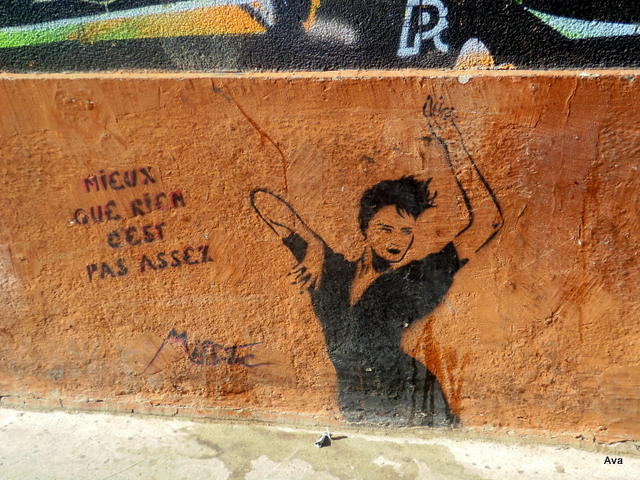 R
MIEUX
QUE RIEN
C'EST
PAS ASSEZ
Ava